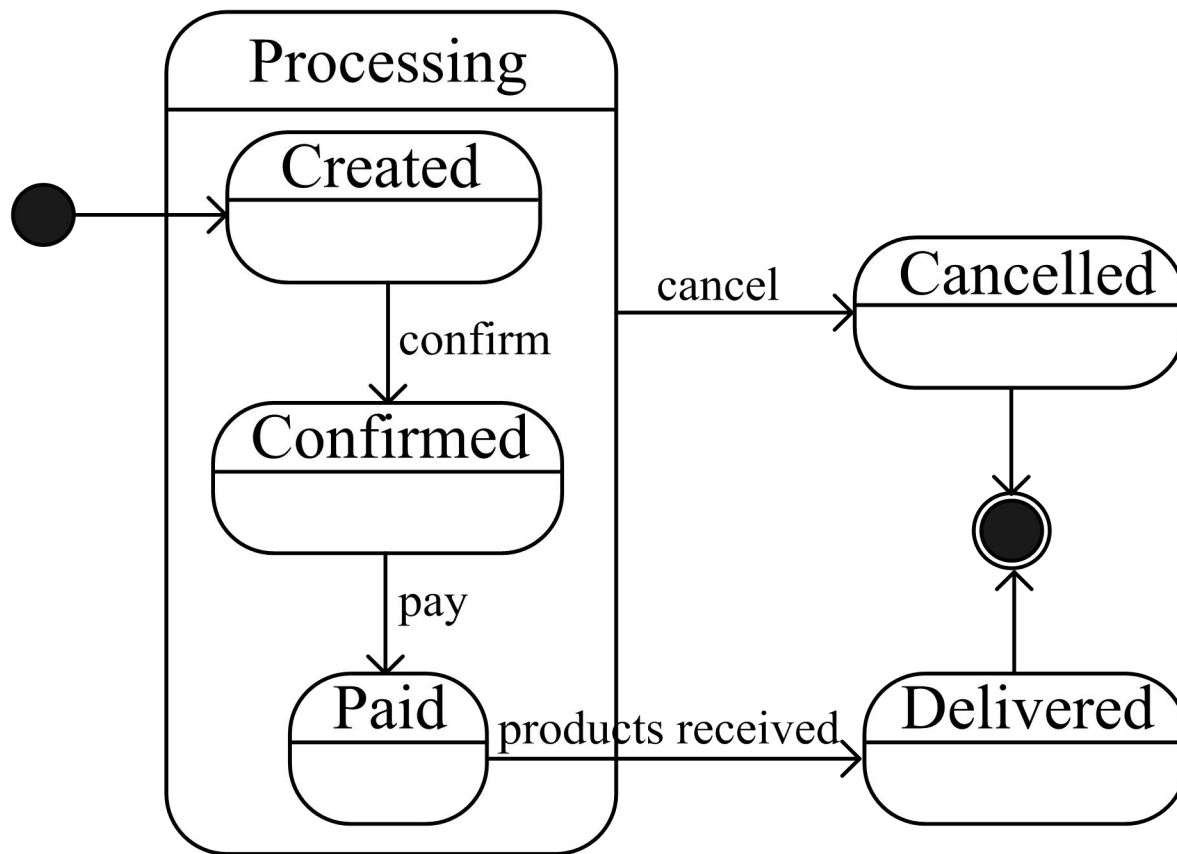 Processing
Created
cancel
Cancelled
confirm
Confirmed
pay
Paid
products received
Delivered